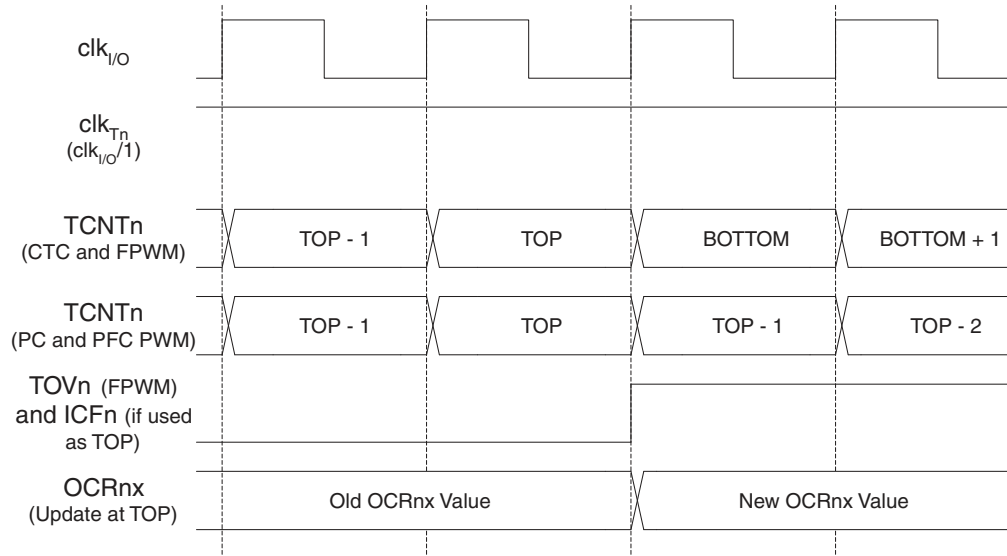 clkI/O
clkTn
(clkI/O/1)
TCNTn
(CTC and FPWM)
TOP - 1
TOP
BOTTOM
BOTTOM + 1
TCNTn
(PC and PFC PWM)
TOP - 1
TOP
TOP - 1
TOP - 2
TOVn (FPWM)
and ICFn (if used
as TOP)
OCRnx
(Update at TOP)
Old OCRnx Value
New OCRnx Value